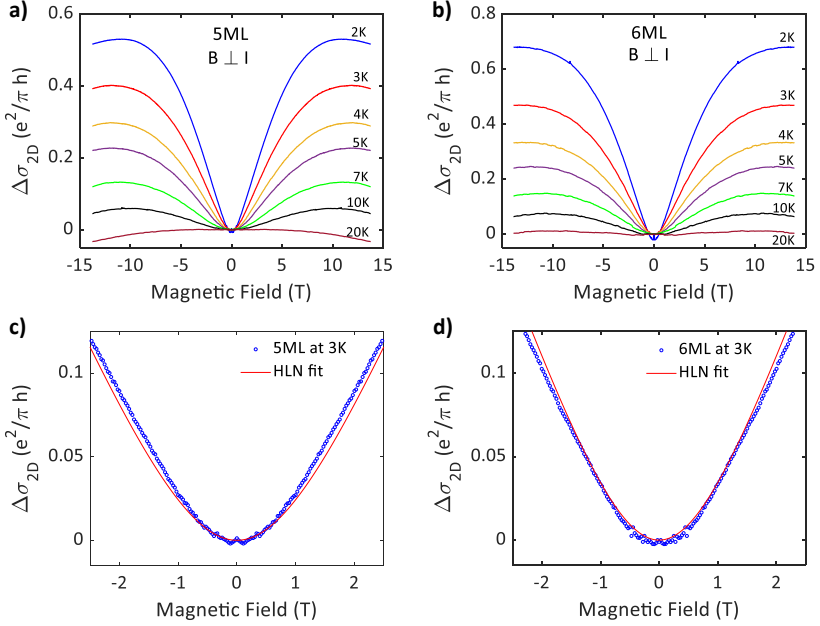 a)
5ML
B ⊥ I
2K
3K
4K
5K
7K
10K
20K
0.6
0.4
0.2
0
-15
-10
-5
0
5
10
15
Δσ2D (e²/π h)
Magnetic Field (T)
b)
6ML
B ⊥ I
2K
3K
4K
5K
7K
10K
20K
0.8
0.6
0.4
0.2
0
-15
-10
-5
0
5
10
15
Δσ2D (e²/π h)
Magnetic Field (T)
c)
5ML at 3K
HLN fit
0.1
0.05
0
-2
-1
0
1
2
Δσ2D (e²/π h)
Magnetic Field (T)
d)
6ML at 3K
HLN fit
0.1
0.05
0
-2
-1
0
1
2
Δσ2D (e²/π h)
Magnetic Field (T)